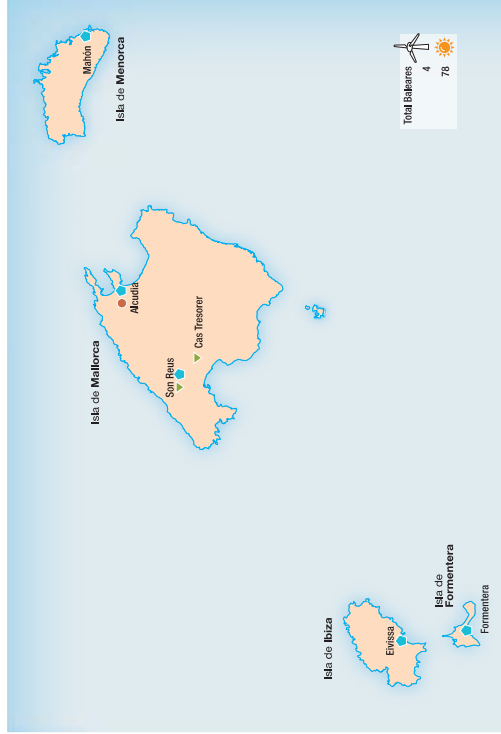 Isla de Menorca
Mahón
Isla de Mallorca
Alcudia
Son Reus
Cas Tresorer
Isla de Ibiza
Eivissa
Isla de
Formentera
Formentera
Total Baleares
4
78